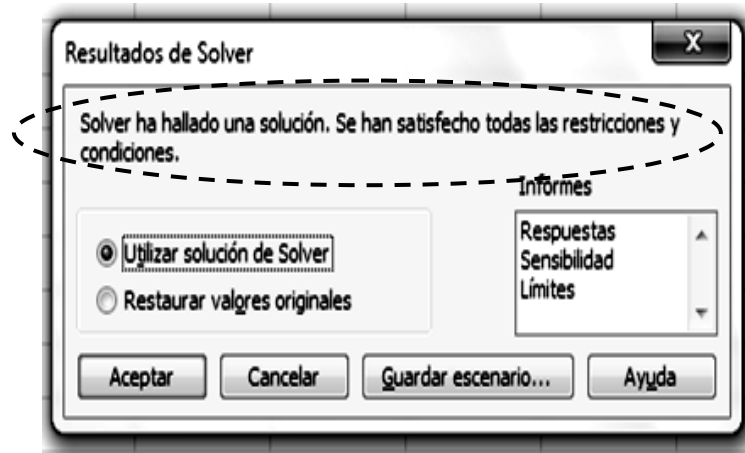 Resultados de Solver
X
Solver ha hallado una solución. Se han satisfecho todas las restricciones y
condiciones.
Informes
Utilizar solución de Solver
Restaurar valores originales
Respuestas
Sensibilidad
Límites
Aceptar
Cancelar
Guardar escenario...
Ayuda